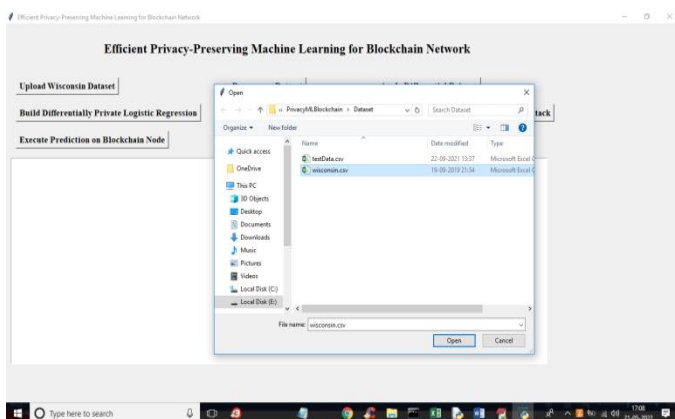 Efficient Privacy-Preserving Machine Learning for Blockchain Network
Efficient Privacy-Preserving Machine Learning for Blockchain Network
Upload Wisconsin Dataset
Build Differentially Private Logistic Regression
tack
Execute Prediction on Blockchain Node
Open
« PrivacyMLBlockchain › Dataset
Search Dataset
Organize
New folder
Name
Date modified
Type
testData.csv
22-09-2021 13:37
Microsoft Excel C
wisconsin.csv
Microsoft Excel C
Quick access
OneDrive
This PC
3D Objects
Desktop
Documents
Downloads
Music
Pictures
Videos
Local Disk (C:)
Local Disk (E:)
File name:
wisconsin.csv
Open
Cancel
Type here to search
17:08
21-05-2022